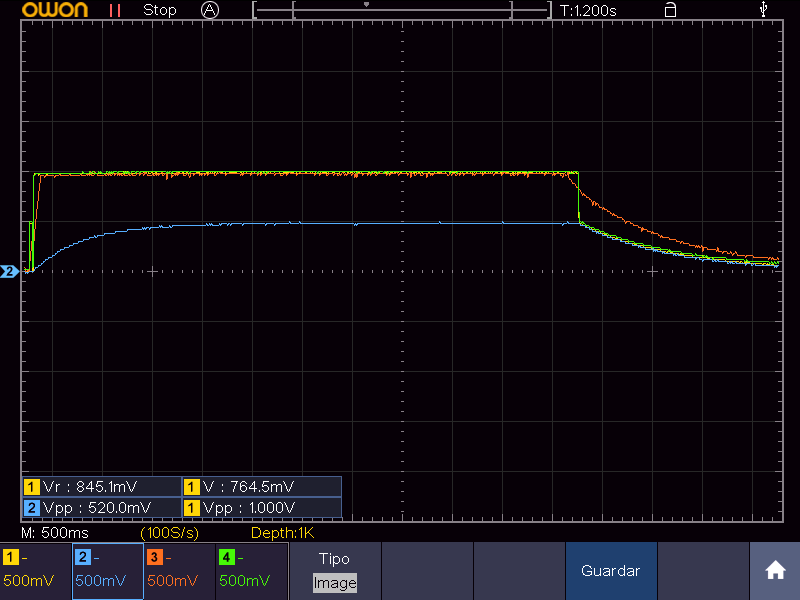 OWON Stop A T:1.200s
2
1 Vr : 845.1mV 1 V : 764.5mV
2 Vpp : 520.0mV 1 Vpp : 1.000V
M: 500ms (100S/s) Depth:1K
1 - 2 - 3 - 4 - Tipo
500mV 500mV 500mV 500mV Image Guardar